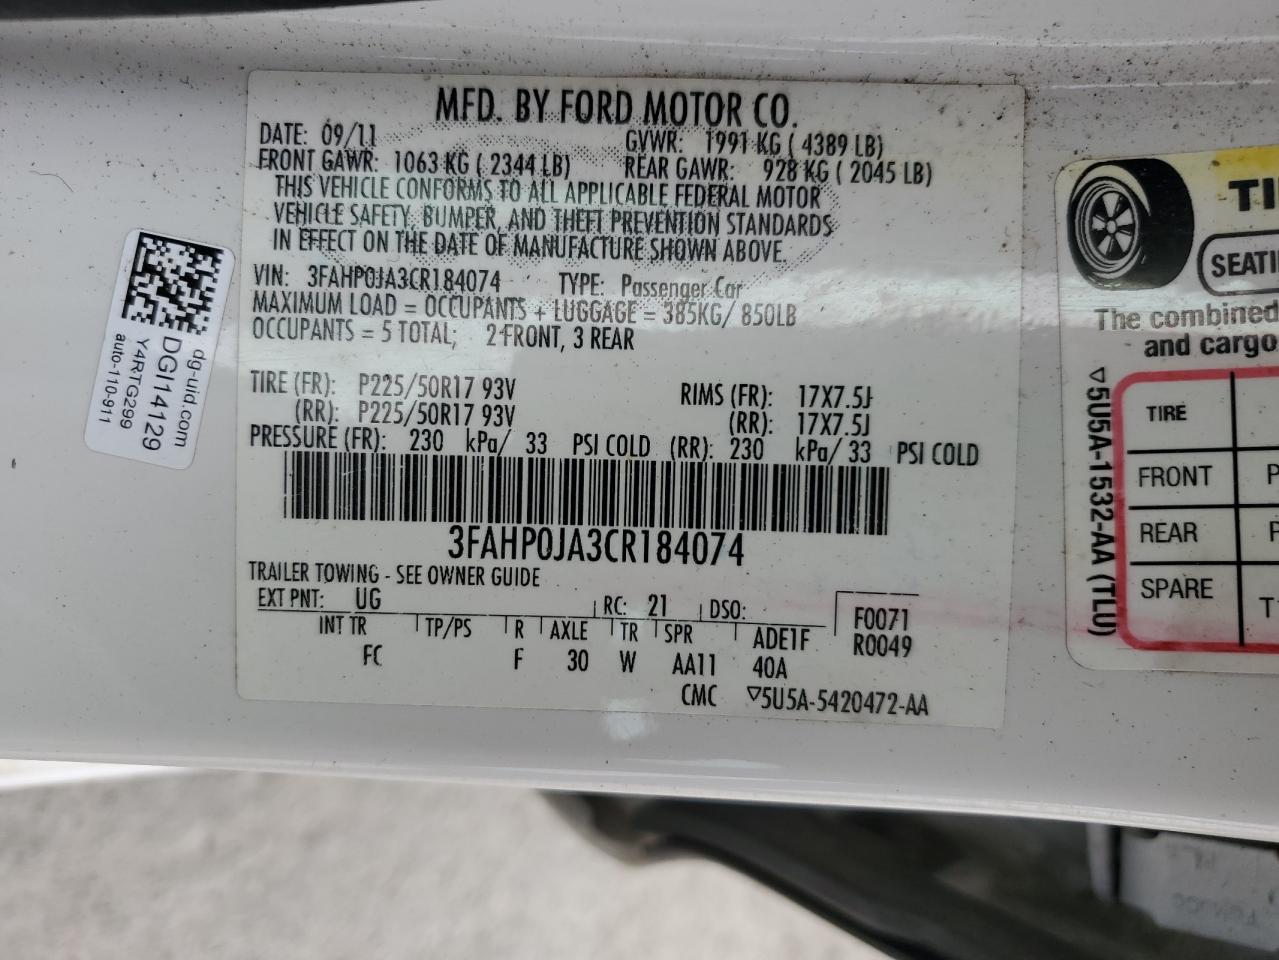 MFD. BY FORD MOTOR CO.
DATE: 09/11 GVWR: 1991 KG ( 4389 LB)
FRONT GAWR: 1063 KG ( 2344 LB) REAR GAWR: 928 KG ( 2045 LB)
THIS VEHICLE CONFORMS TO ALL APPLICABLE FEDERAL MOTOR
VEHICLE SAFETY, BUMPER, AND THEFT PREVENTION STANDARDS
IN EFFECT ON THE DATE OF MANUFACTURE SHOWN ABOVE.
VIN: 3FAHP0JA3CR184074 TYPE: Passenger Car
MAXIMUM LOAD = OCCUPANTS + LUGGAGE = 385KG/ 850LB
OCCUPANTS = 5 TOTAL; 2 FRONT, 3 REAR
TIRE (FR): P225/50R17 93V RIMS (FR): 17X7.5J
(RR): P225/50R17 93V (RR): 17X7.5J
PRESSURE (FR): 230 kPa/ 33 PSI COLD (RR): 230 kPa/ 33 PSI COLD
3FAHP0JA3CR184074
TRAILER TOWING - SEE OWNER GUIDE
EXT PNT: UG RC: 21 DSO: F0071
INT TR TP/PS R AXLE TR SPR ADE1F R0049
FC F 30 W AA11 40A
CMC ▽5U5A-5420472-AA
dg-uid.com
DGI14129
Y4RTG299
auto-110-911
TI
SEATI
The combined
and cargo
TIRE
FRONT P
REAR P
SPARE T
▽5U5A-1532-AA (TLU)